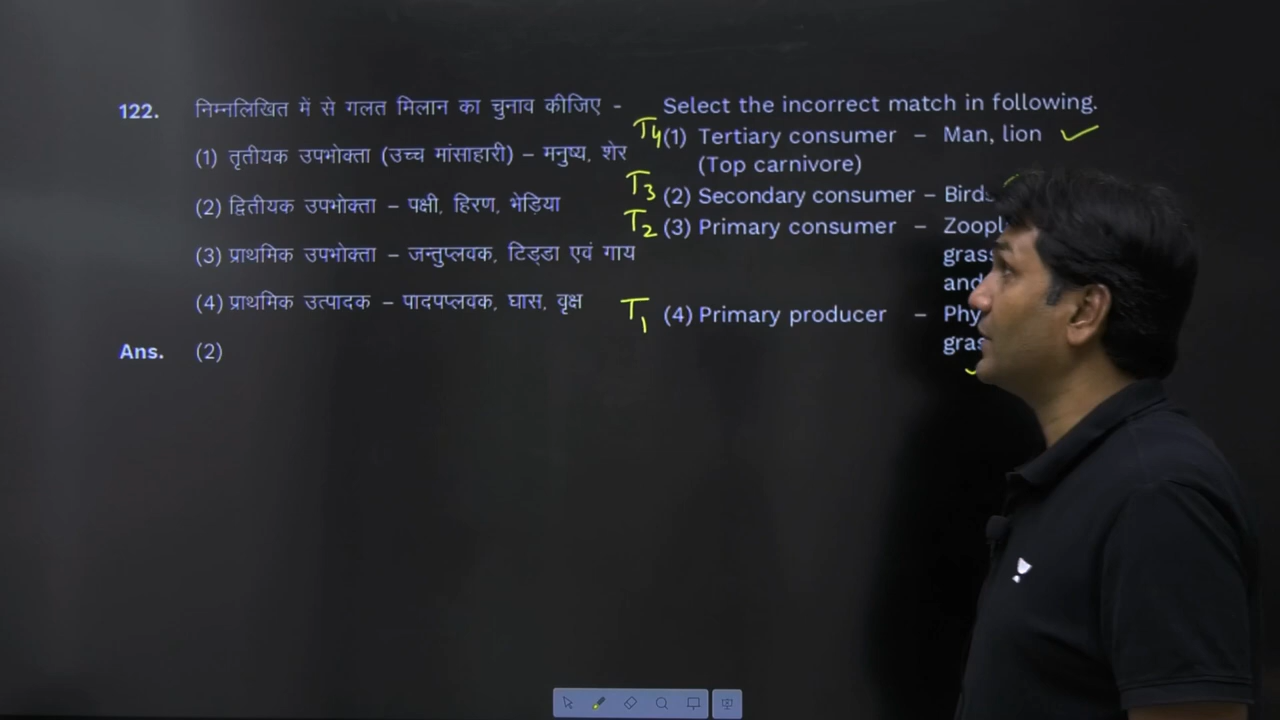 122. निम्नलिखित में से गलत मिलान का चुनाव कीजिए -
(1) तृतीयक उपभोक्ता (उच्च मांसाहारी) – मनुष्य, शेर
(2) द्वितीयक उपभोक्ता – पक्षी, हिरण, भेड़िया
(3) प्राथमिक उपभोक्ता – जन्तुप्लवक, टिड्डा एवं गाय
(4) प्राथमिक उत्पादक – पादपप्लवक, घास, वृक्ष
Ans. (2)
Select the incorrect match in following.
T4 (1) Tertiary consumer – Man, lion
(Top carnivore)
T3 (2) Secondary consumer – Birds
T2 (3) Primary consumer –
T1 (4) Primary producer –